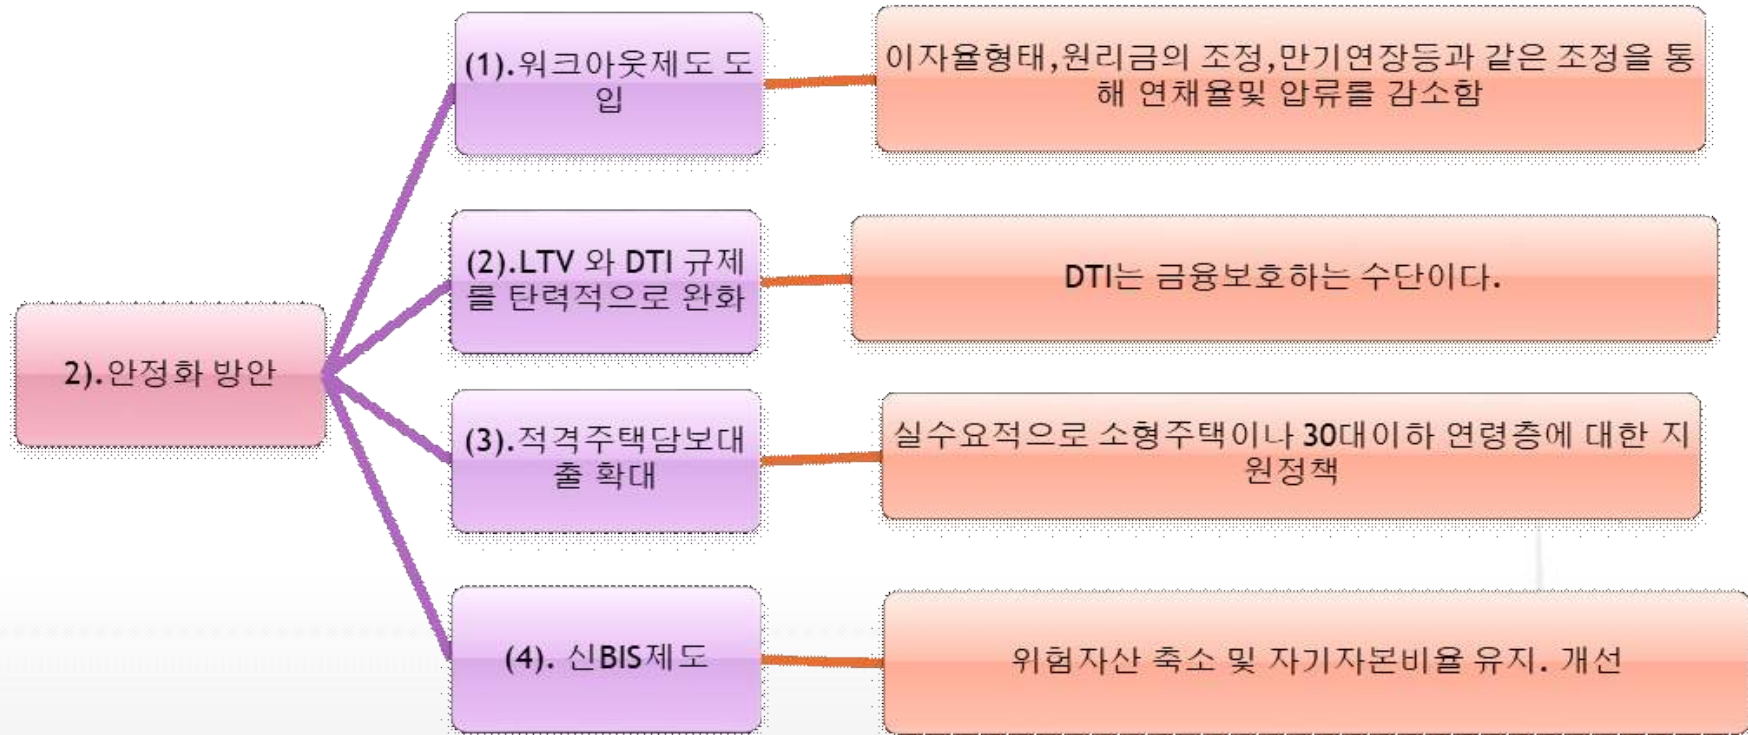 (1).워크아웃제도 도
입
이자율형태,원리금의 조정,만기연장등과 같은 조정을 통
해 연채율및 압류를 감소함
(2).LTV 와 DTI 규제
를 탄력적으로 완화
DTI는 금융보호하는 수단이다.
2).안정화 방안
(3).적격주택담보대
출 확대
실수요적으로 소형주택이나 30대이하 연령층에 대한 지
원정책
(4). 신BIS제도
위험자산 축소 및 자기자본비율 유지. 개선